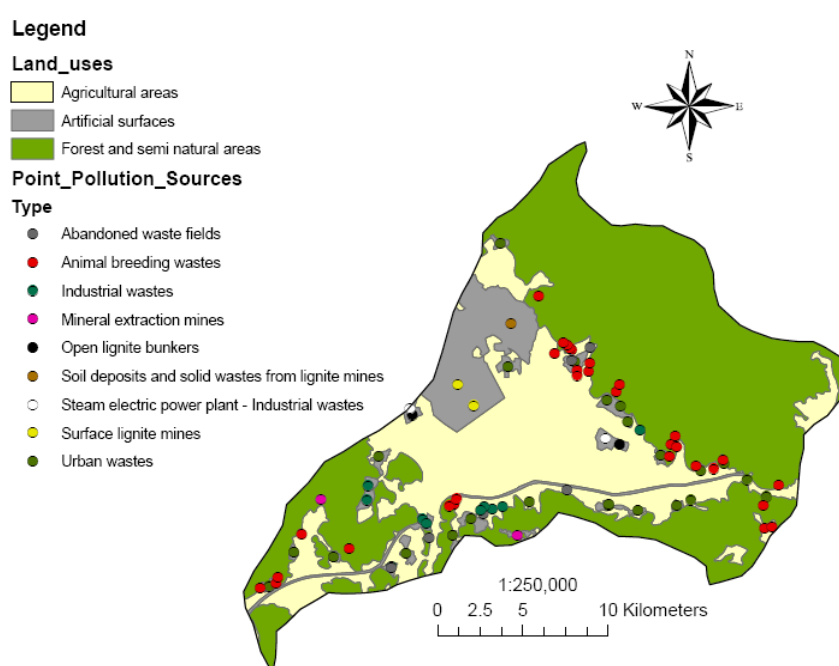 Legend
Land_uses
Agricultural areas
Artificial surfaces
Forest and semi natural areas
Point_Pollution_Sources
Type
Abandoned waste fields
Animal breeding wastes
Industrial wastes
Mineral extraction mines
Open lignite bunkers
Soil deposits and solid wastes from lignite mines
Steam electric power plant - Industrial wastes
Surface lignite mines
Urban wastes
N
W E
S
1:250,000
0 2.5 5 10 Kilometers